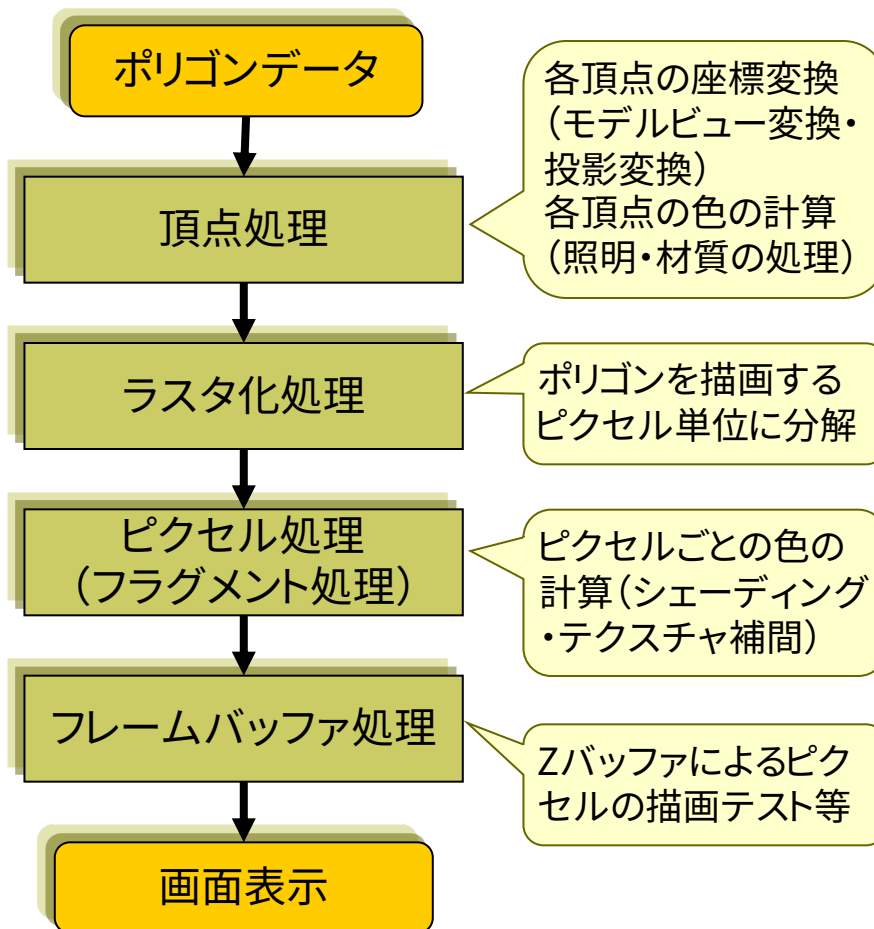 ポリゴンデータ
各頂点の座標変換
（モデルビュー変換・
投影変換）
各頂点の色の計算
（照明・材質の処理）
頂点処理
ラスタ化処理
ポリゴンを描画する
ピクセル単位に分解
ピクセル処理
（フラグメント処理）
ピクセルごとの色の
計算（シェーディング
・テクスチャ補間）
フレームバッファ処理
Zバッファによるピク
セルの描画テスト等
画面表示